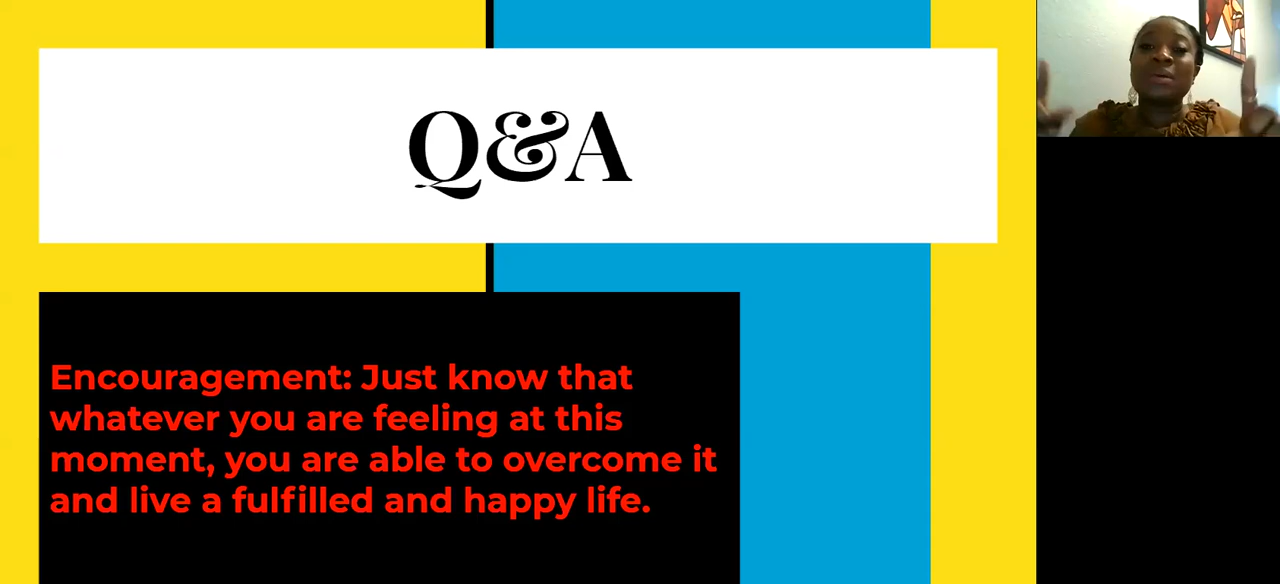 Q&A
Encouragement: Just know that
whatever you are feeling at this
moment, you are able to overcome it
and live a fulfilled and happy life.